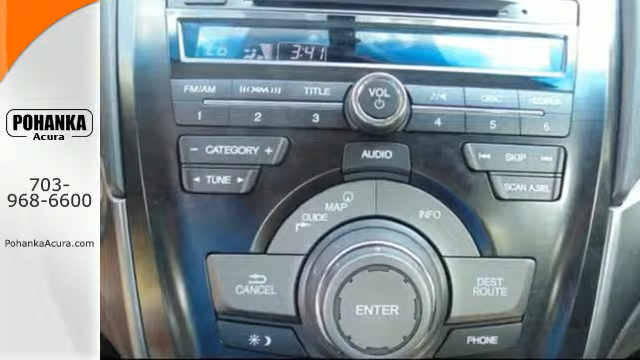 POHANKA
Acura
703-
968-6600
PohankaAcura.com
LO 3:41
FM/AM TITLE VOL DISC
1 2 3 4 5 6
− CATEGORY +
AUDIO
SKIP
TUNE
SCAN A.SEL
MAP
GUIDE
INFO
CANCEL
DEST
ROUTE
ENTER
PHONE